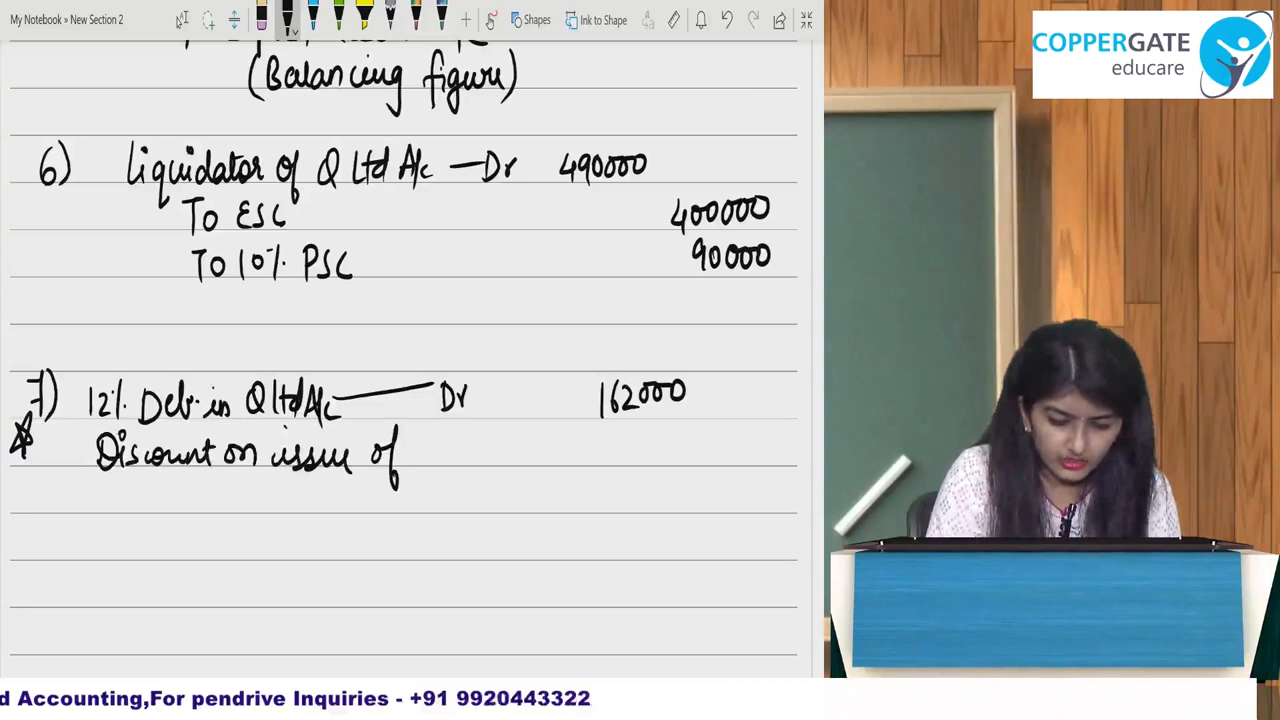 My Notebook » New Section 2
Shapes
Ink to Shape
COPPERGATE
educare
(Balancing figure)
6) Liquidator of Q Ltd A/c — Dr 490000
To ESC 400000
To 10% PSC 90000
7) 12% Deb. in Q Ltd A/c — Dr 162000
Discount on issue of
d Accounting,For pendrive Inquiries - +91 9920443322